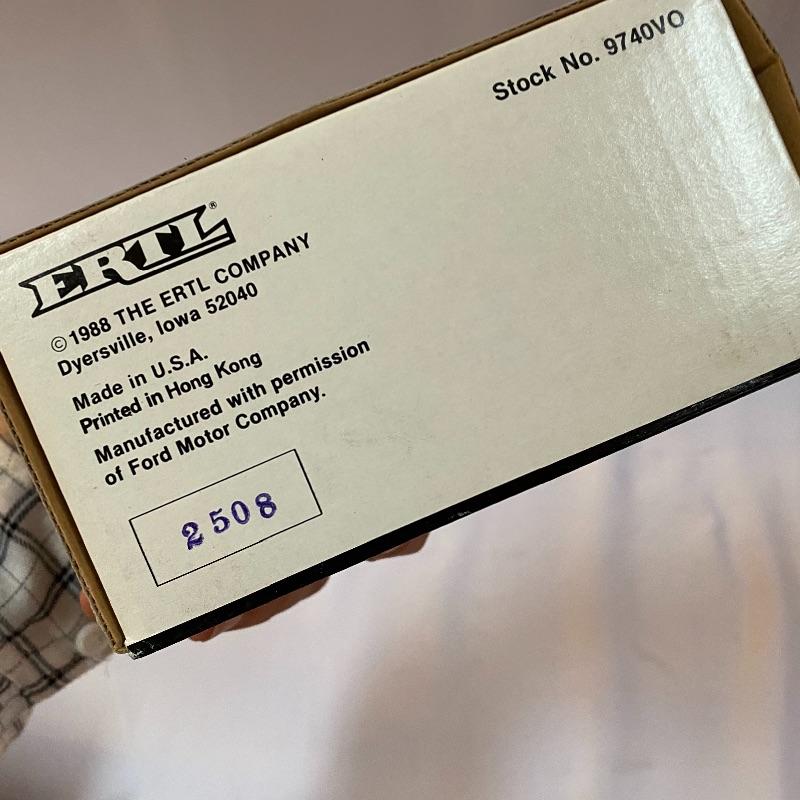 Stock No. 9740VO
ERTL®
©1988 THE ERTL COMPANY
Dyersville, Iowa 52040
Made in U.S.A.
Printed in Hong Kong
Manufactured with permission
of Ford Motor Company.
2508